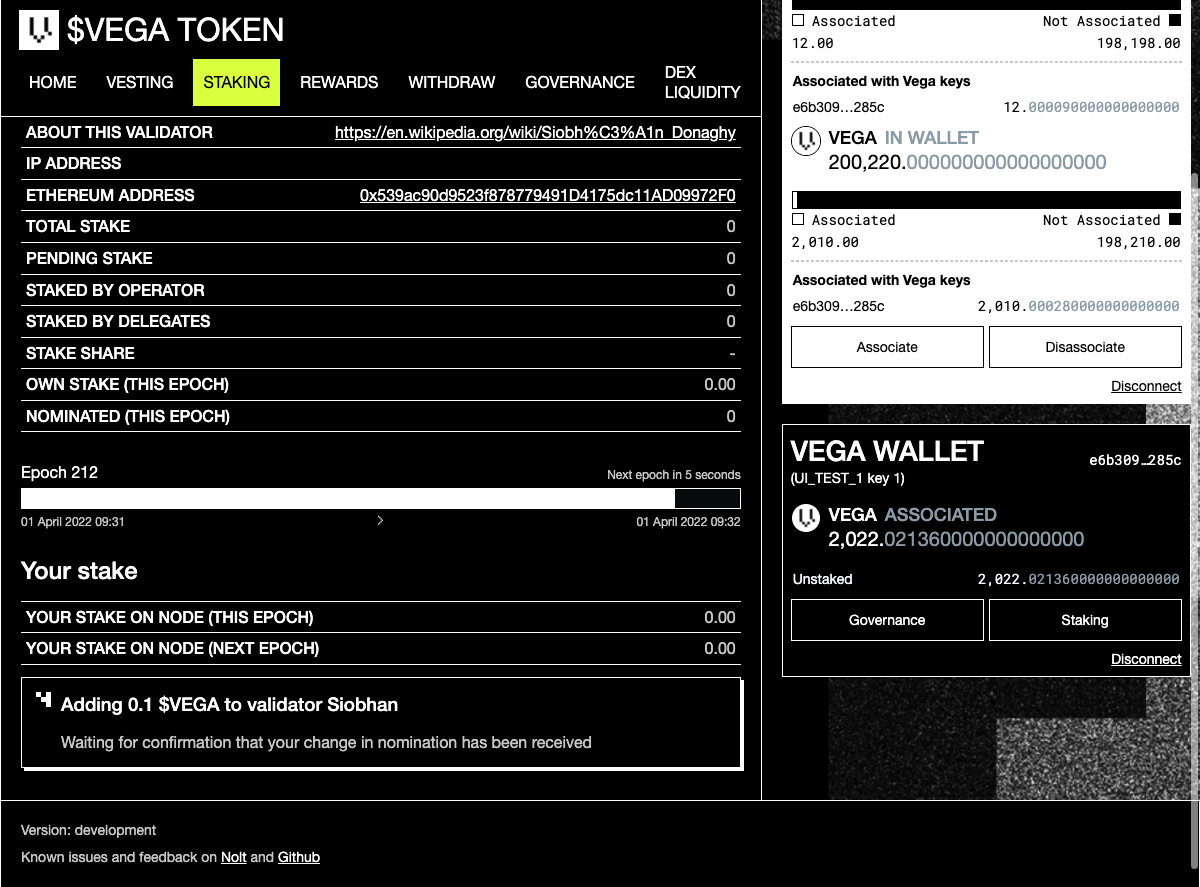 $VEGA TOKEN
HOME VESTING STAKING REWARDS WITHDRAW GOVERNANCE DEX LIQUIDITY
ABOUT THIS VALIDATOR https://en.wikipedia.org/wiki/Siobh%C3%A1n_Donaghy
IP ADDRESS
ETHEREUM ADDRESS 0x539ac90d9523f878779491D4175dc11AD09972F0
TOTAL STAKE 0
PENDING STAKE 0
STAKED BY OPERATOR 0
STAKED BY DELEGATES 0
STAKE SHARE -
OWN STAKE (THIS EPOCH) 0.00
NOMINATED (THIS EPOCH) 0
Epoch 212 Next epoch in 5 seconds
01 April 2022 09:31 01 April 2022 09:32
Your stake
YOUR STAKE ON NODE (THIS EPOCH) 0.00
YOUR STAKE ON NODE (NEXT EPOCH) 0.00
Adding 0.1 $VEGA to validator Siobhan
Waiting for confirmation that your change in nomination has been received
Associated Not Associated
12.00 198,198.00
Associated with Vega keys
e6b309…285c 12.000090000000000000
VEGA IN WALLET
200,220.000000000000000000
Associated Not Associated
2,010.00 198,210.00
Associated with Vega keys
e6b309…285c 2,010.000280000000000000
Associate Disassociate
Disconnect
VEGA WALLET e6b309…285c
(UI_TEST_1 key 1)
VEGA ASSOCIATED
2,022.021360000000000000
Unstaked 2,022.021360000000000000
Governance Staking
Disconnect
Version: development
Known issues and feedback on Nolt and Github